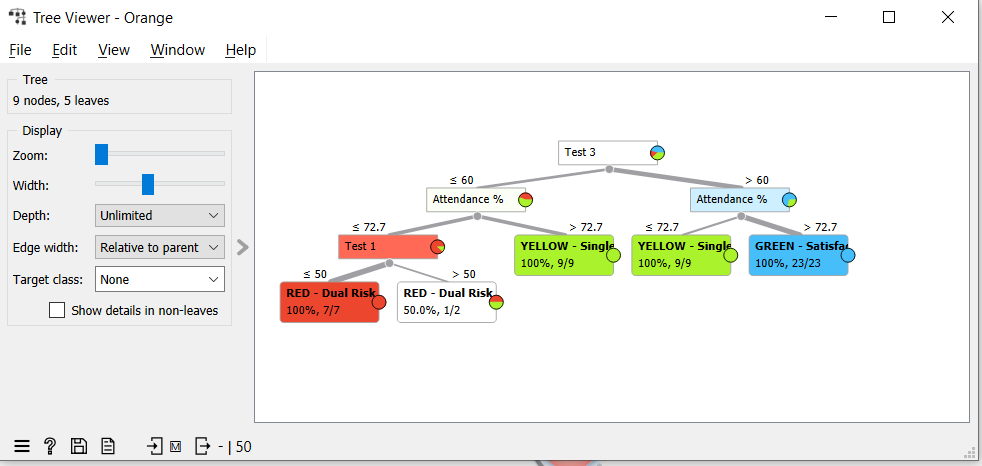 Tree Viewer - Orange
File Edit View Window Help
Tree
9 nodes, 5 leaves
Display
Zoom:
Width:
Depth: Unlimited
Edge width: Relative to parent
Target class: None
Show details in non-leaves
Test 3
≤ 60 > 60
Attendance % Attendance %
≤ 72.7 > 72.7 ≤ 72.7 > 72.7
Test 1
YELLOW - Single
100%, 9/9
YELLOW - Single
100%, 9/9
GREEN - Satisfa
100%, 23/23
≤ 50 > 50
RED - Dual Risk
100%, 7/7
RED - Dual Risk
50.0%, 1/2
? M - | 50